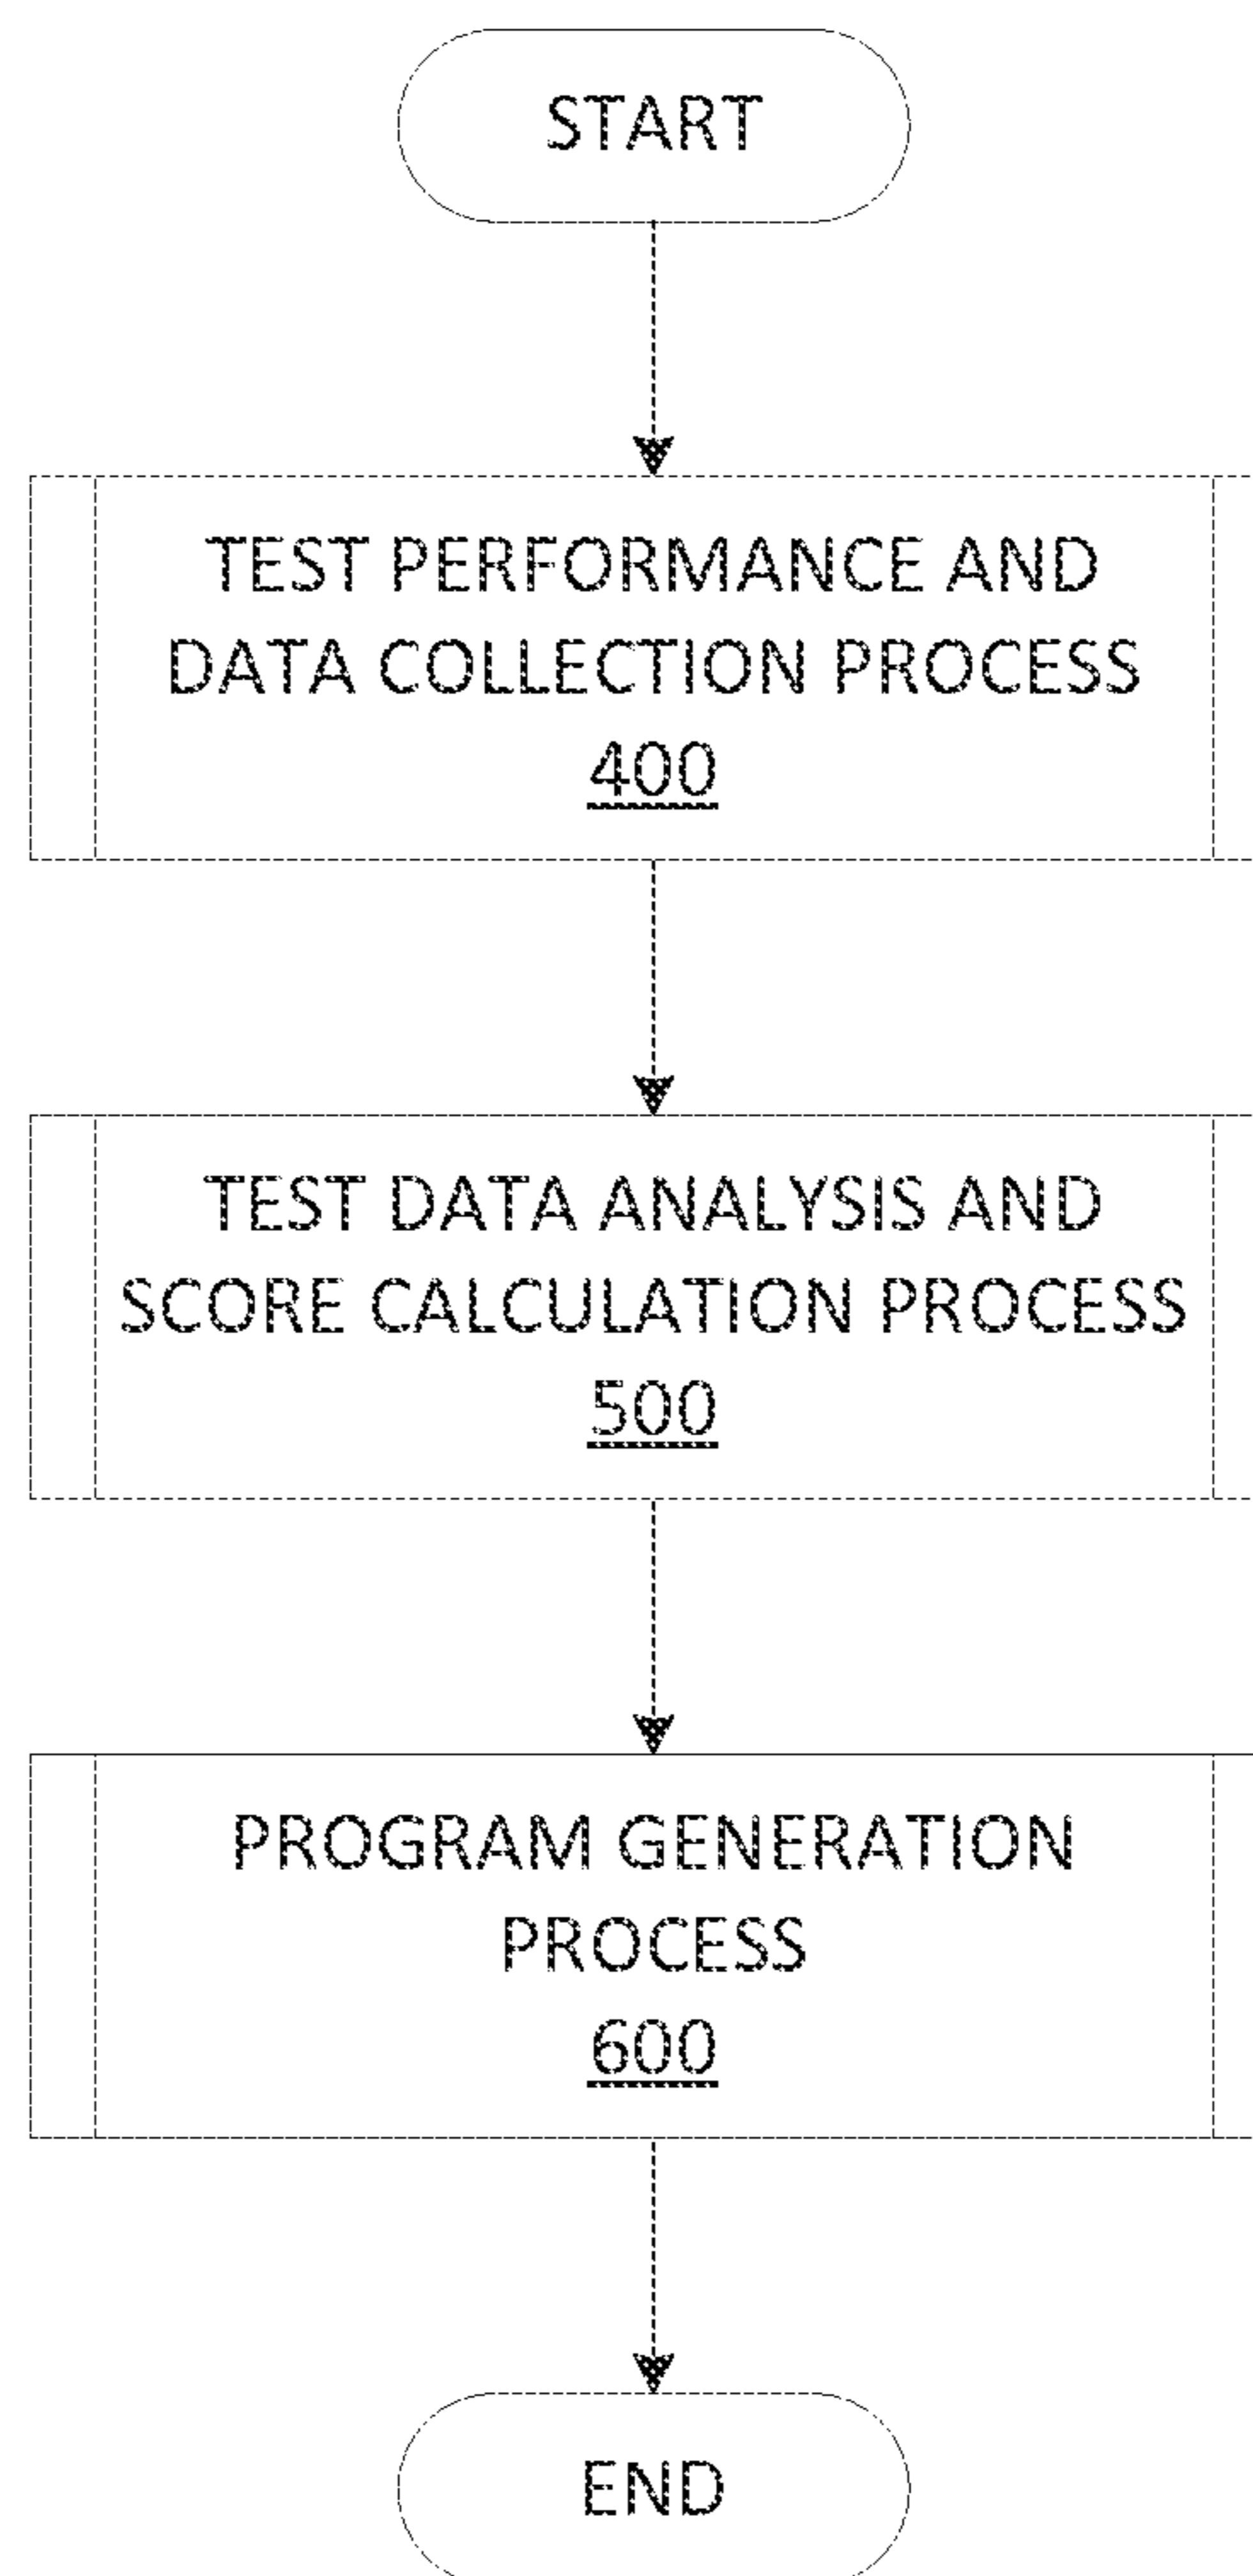 START
TEST PERFORMANCE AND
DATA COLLECTION PROCESS
400
TEST DATA ANALYSIS AND
SCORE CALCULATION PROCESS
500
PROGRAM GENERATION
PROCESS
600
END